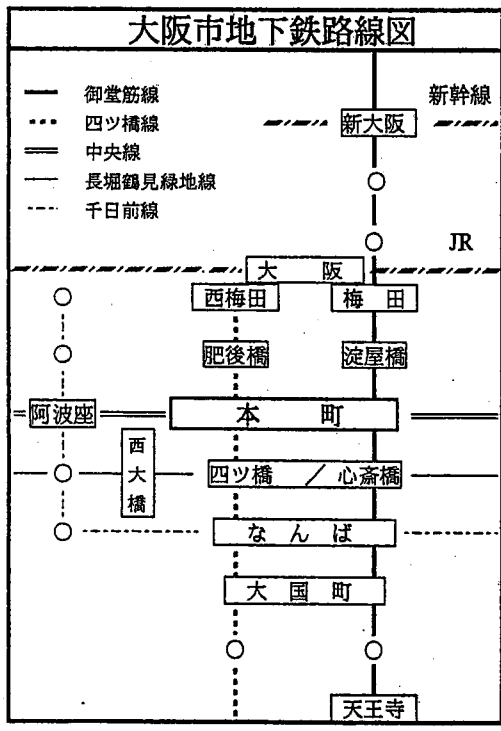 大阪市地下鉄路線図
御堂筋線
四ツ橋線
中央線
長堀鶴見緑地線
千日前線
新幹線
新大阪
JR
大 阪
西梅田
梅 田
肥後橋
淀屋橋
阿波座
本 町
西大橋
四ツ橋 / 心斎橋
なんば
大国町
天王寺